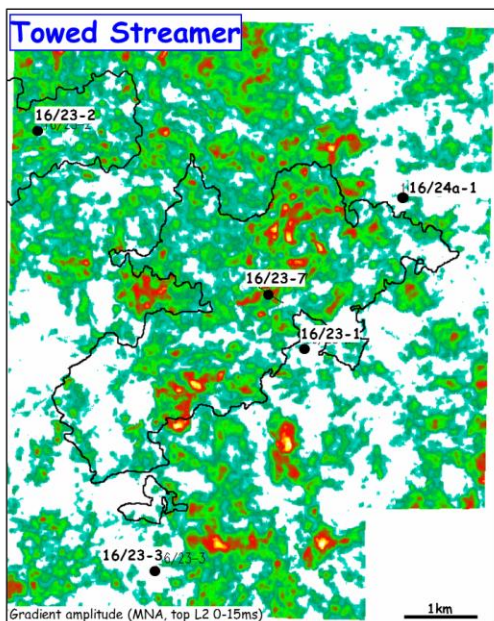 Towed Streamer
16/23-2
16/24a-1
16/23-7
16/23-1
16/23-3
Gradient amplitude (MNA, top L2 0-15ms)
1km